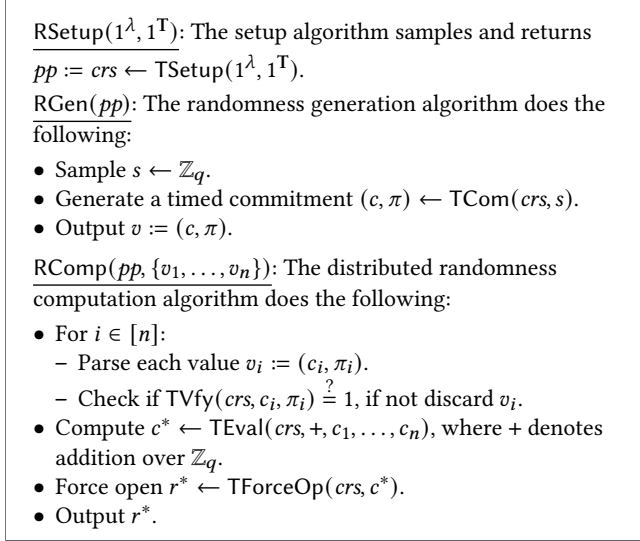 RSetup(1^λ, 1^T): The setup algorithm samples and returns
pp := crs ← TSetup(1^λ, 1^T).
RGen(pp): The randomness generation algorithm does the
following:
• Sample s ← ℤ_q.
• Generate a timed commitment (c, π) ← TCom(crs, s).
• Output v := (c, π).
RComp(pp, {v_1, . . . , v_n}): The distributed randomness
computation algorithm does the following:
• For i ∈ [n]:
– Parse each value v_i := (c_i, π_i).
– Check if TVfy(crs, c_i, π_i) ≟ 1, if not discard v_i.
• Compute c* ← TEval(crs, +, c_1, . . . , c_n), where + denotes
addition over ℤ_q.
• Force open r* ← TForceOp(crs, c*).
• Output r*.